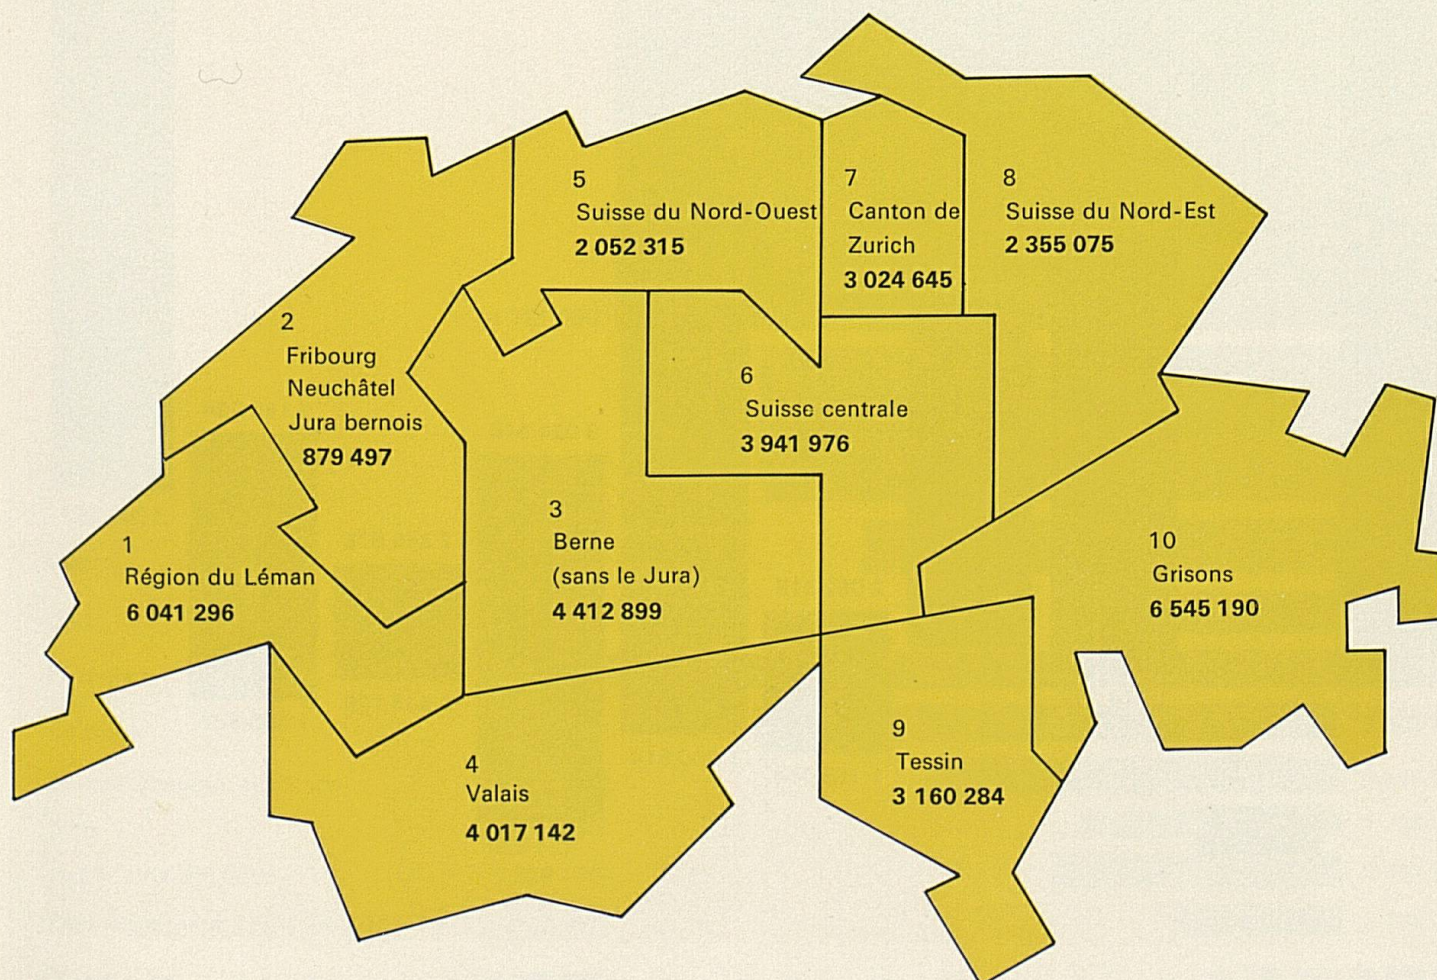 1
Région du Léman
6 041 296
2
Fribourg
Neuchâtel
Jura bernois
879 497
3
Berne
(sans le Jura)
4 412 899
4
Valais
4 017 142
5
Suisse du Nord-Ouest
2 052 315
6
Suisse centrale
3 941 976
7
Canton de
Zurich
3 024 645
8
Suisse du Nord-Est
2 355 075
9
Tessin
3 160 284
10
Grisons
6 545 190